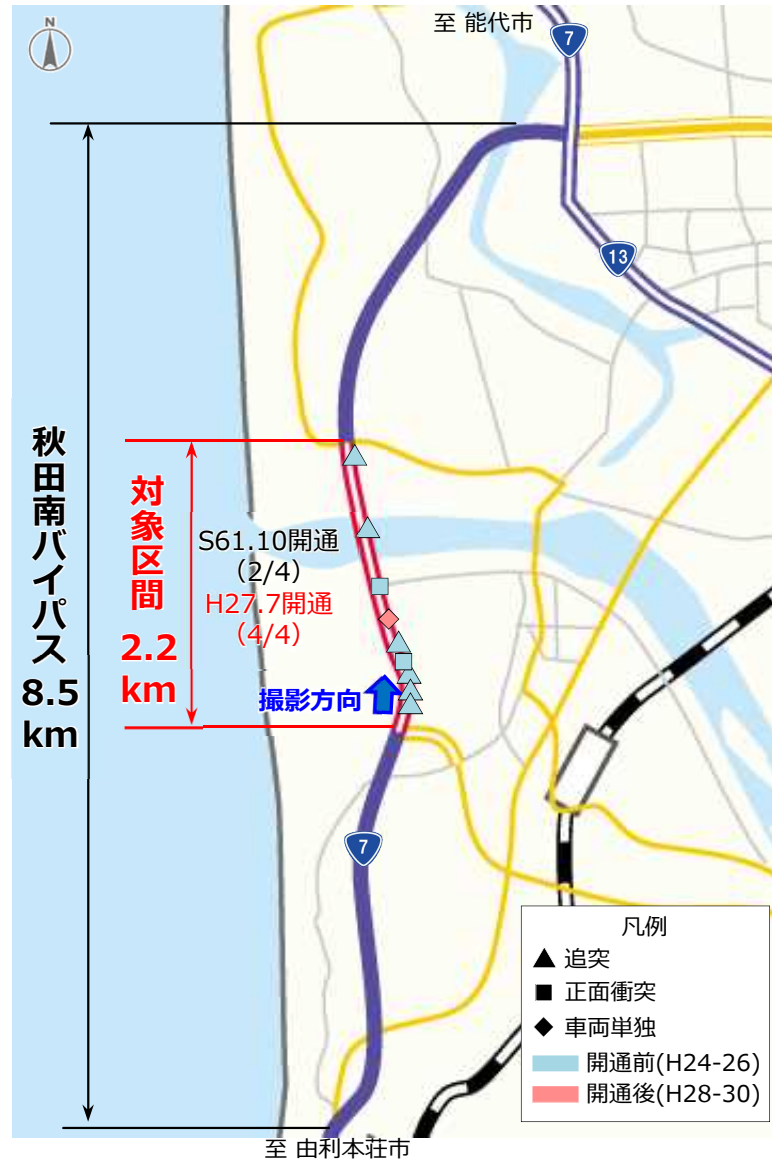 N
至 能代市
7
13
秋田南バイパス
8.5
km
対象区間
2.2
km
S61.10開通
（2/4）
H27.7開通
（4/4）
撮影方向
7
凡例
追突
正面衝突
車両単独
開通前(H24-26)
開通後(H28-30)
至 由利本荘市